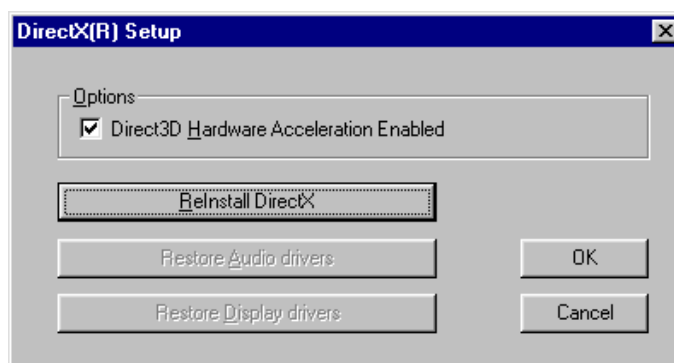 DirectX(R) Setup
Options
Direct3D Hardware Acceleration Enabled
ReInstall DirectX
Restore Audio drivers
OK
Restore Display drivers
Cancel